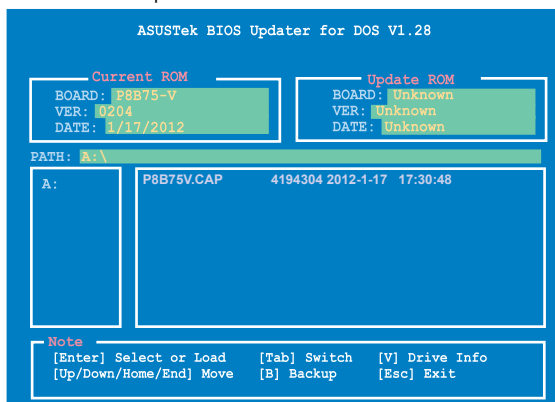 ASUSTek BIOS Updater for DOS V1.28
Current ROM
BOARD: P8B75-V
VER: 0204
DATE: 1/17/2012
Update ROM
BOARD: Unknown
VER: Unknown
DATE: Unknown
PATH: A:\
A:
P8B75V.CAP 4194304 2012-1-17 17:30:48
Note
[Enter] Select or Load [Tab] Switch [V] Drive Info
[Up/Down/Home/End] Move [B] Backup [Esc] Exit